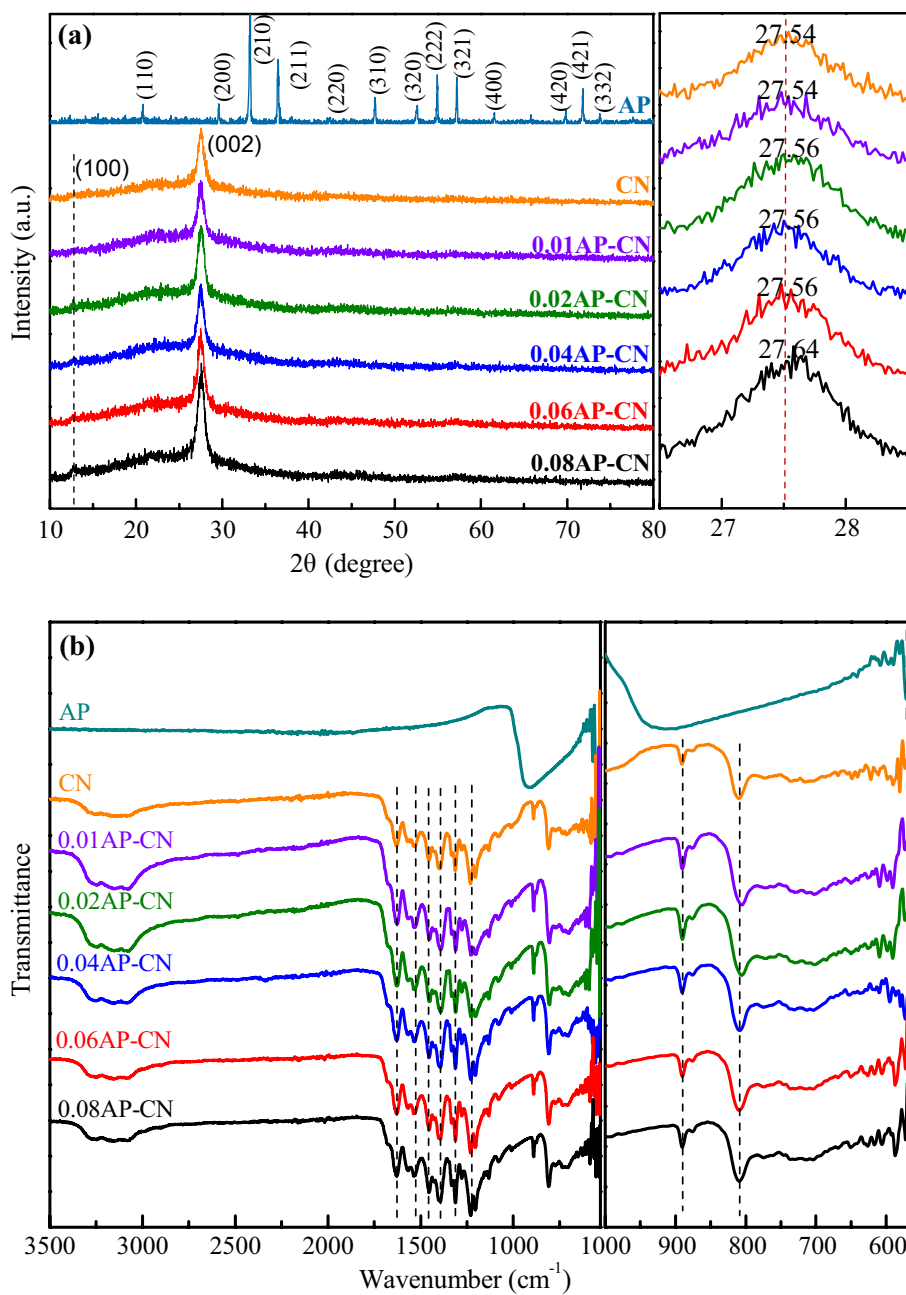 (a)
(110)
(200)
(210)
(211)
(220)
(310)
(320)
(222)
(321)
(400)
(420)
(421)
(332)
AP
(100)
(002)
CN
0.01AP-CN
0.02AP-CN
0.04AP-CN
0.06AP-CN
0.08AP-CN
Intensity (a.u.)
10 20 30 40 50 60 70 80
2θ (degree)
27.54
27.54
27.56
27.56
27.56
27.64
27 28
(b)
AP
CN
0.01AP-CN
0.02AP-CN
0.04AP-CN
0.06AP-CN
0.08AP-CN
Transmittance
3500 3000 2500 2000 1500 1000
900 800 700 600
Wavenumber (cm⁻¹)